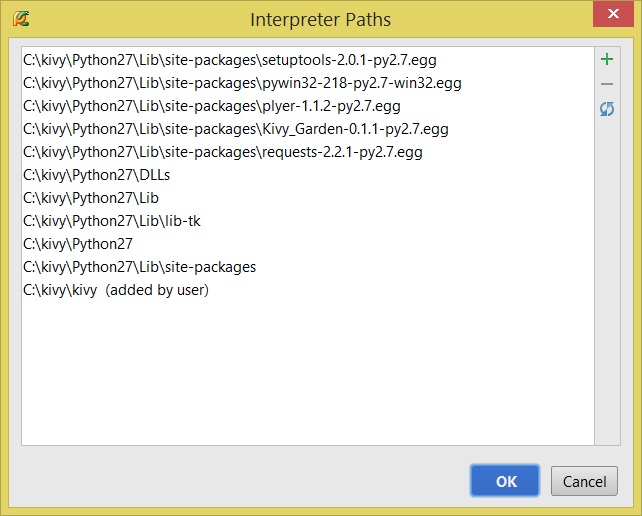 Interpreter Paths
C:\kivy\Python27\Lib\site-packages\setuptools-2.0.1-py2.7.egg
C:\kivy\Python27\Lib\site-packages\pywin32-218-py2.7-win32.egg
C:\kivy\Python27\Lib\site-packages\plyer-1.1.2-py2.7.egg
C:\kivy\Python27\Lib\site-packages\Kivy_Garden-0.1.1-py2.7.egg
C:\kivy\Python27\Lib\site-packages\requests-2.2.1-py2.7.egg
C:\kivy\Python27\DLLs
C:\kivy\Python27\Lib
C:\kivy\Python27\Lib\lib-tk
C:\kivy\Python27
C:\kivy\Python27\Lib\site-packages
C:\kivy\kivy (added by user)
OK
Cancel